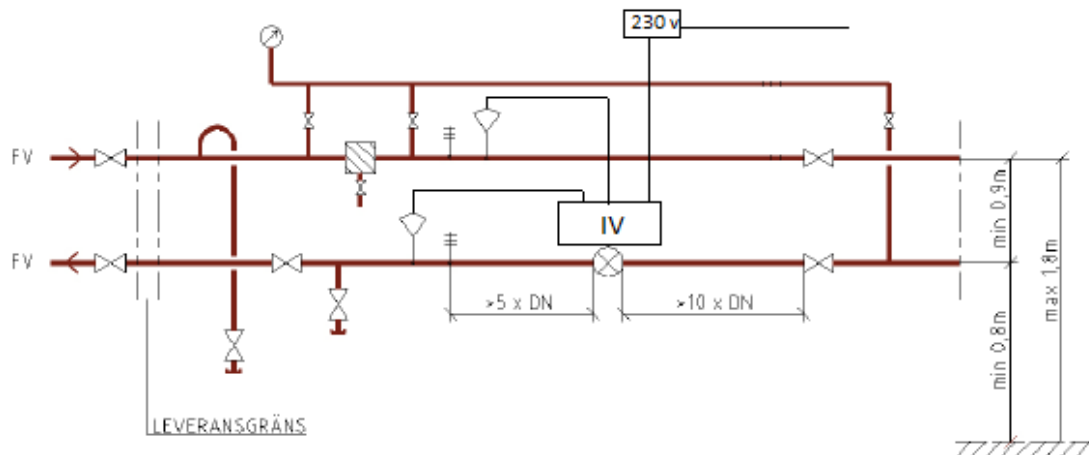 230 v
FV
min 0,9m
IV
FV
>5 x DN
>10 x DN
max 1,8m
min 0,8m
LEVERANSGRÄNS